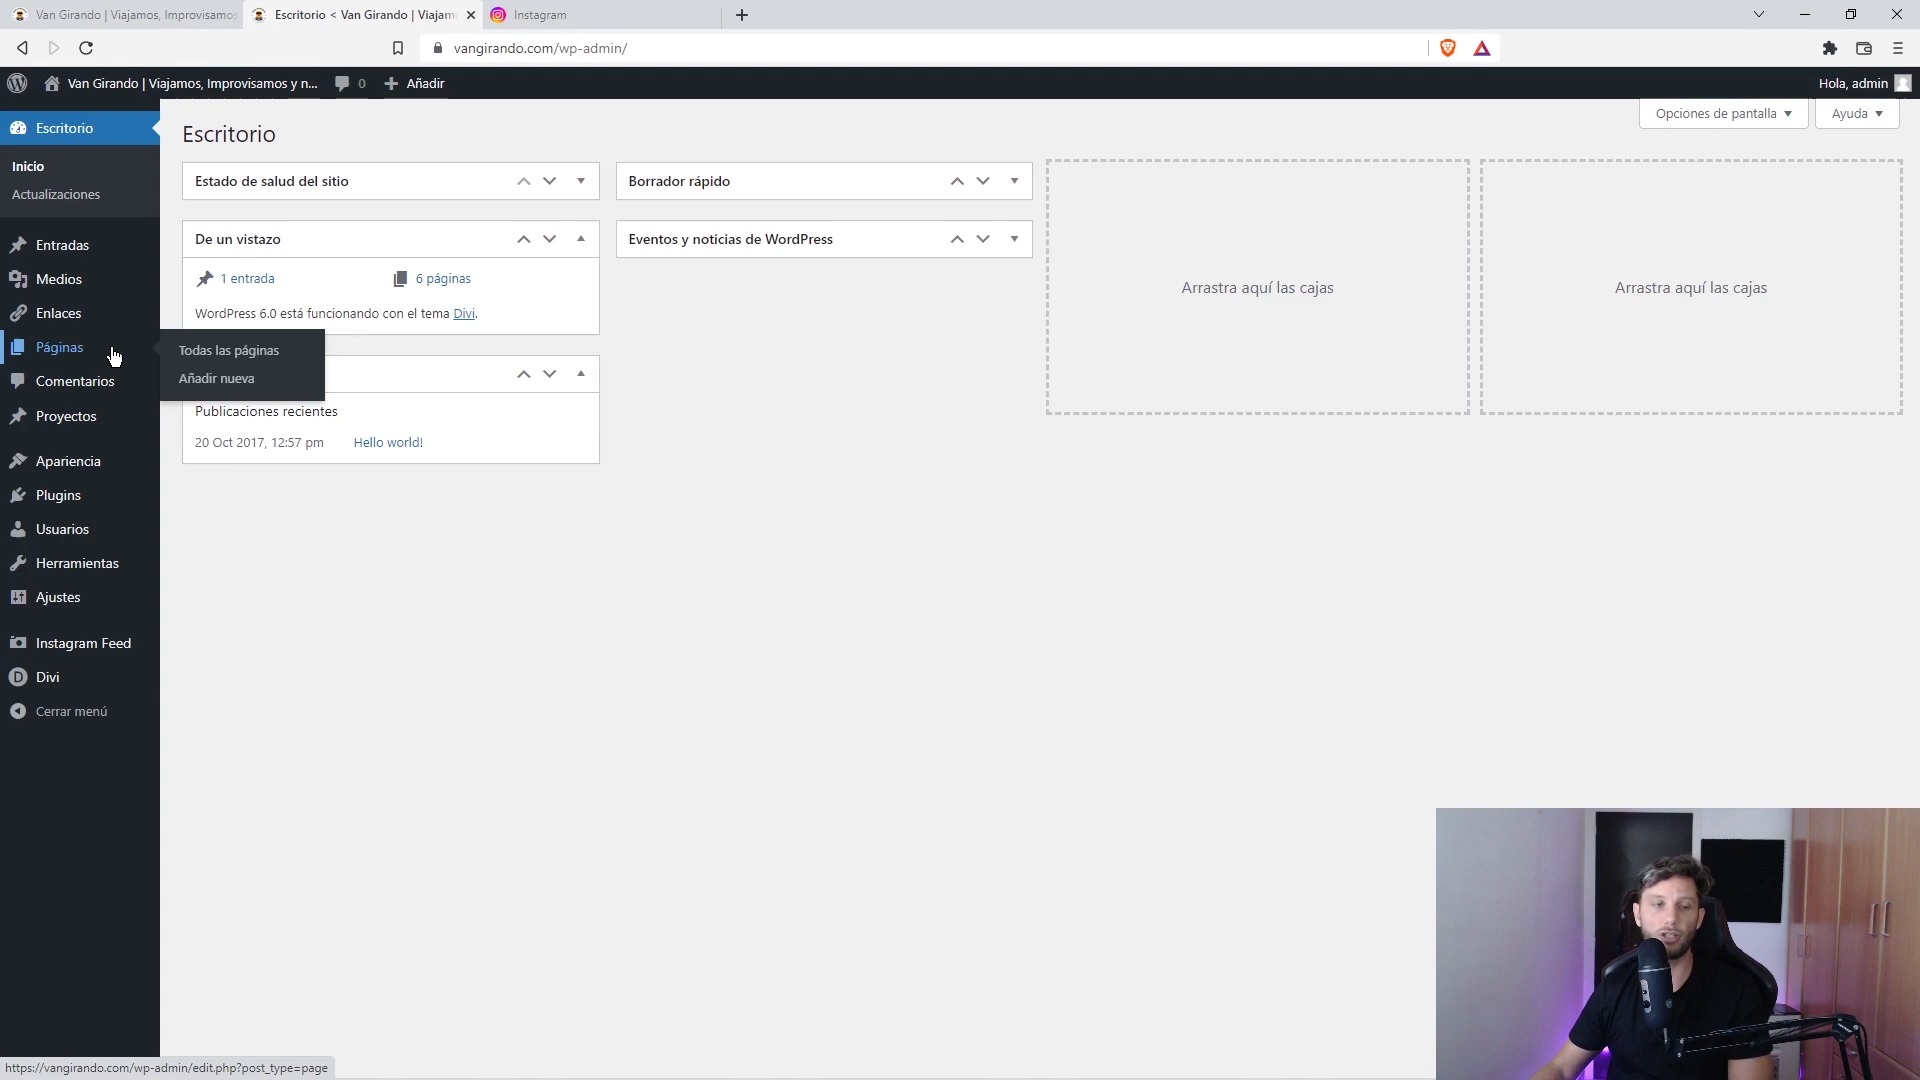 Van Girando | Viajamos, Improvisamos
Escritorio < Van Girando | Viajam
Instagram
vangirando.com/wp-admin/
Van Girando | Viajamos, Improvisamos y n...
0
Añadir
Hola, admin
Escritorio
Inicio
Actualizaciones
Entradas
Medios
Enlaces
Páginas
Todas las páginas
Añadir nueva
Comentarios
Proyectos
Apariencia
Plugins
Usuarios
Herramientas
Ajustes
Instagram Feed
Divi
Cerrar menú
Opciones de pantalla
Ayuda
Escritorio
Estado de salud del sitio
De un vistazo
1 entrada
6 páginas
WordPress 6.0 está funcionando con el tema Divi.
Publicaciones recientes
20 Oct 2017, 12:57 pm
Hello world!
Borrador rápido
Eventos y noticias de WordPress
Arrastra aquí las cajas
Arrastra aquí las cajas
https://vangirando.com/wp-admin/edit.php?post_type=page